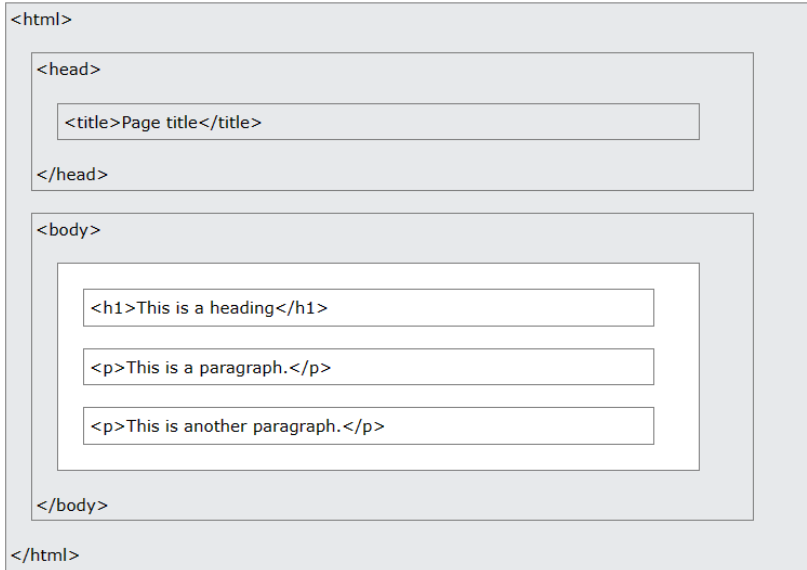 <html>
<head>
<title>Page title</title>
</head>
<body>
<h1>This is a heading</h1>
<p>This is a paragraph.</p>
<p>This is another paragraph.</p>
</body>
</html>